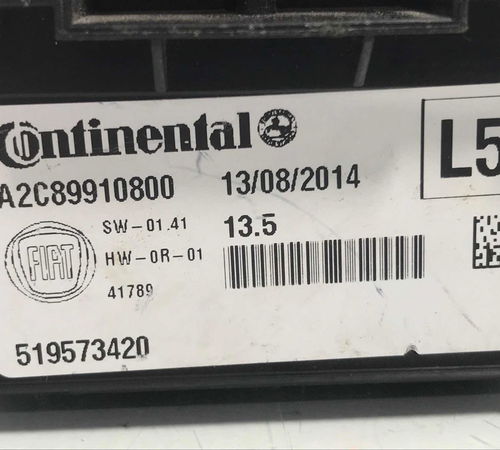 Continental
L5
A2C89910800 13/08/2014
SW-01.41 13.5
FIAT HW-0R-01
41789
519573420